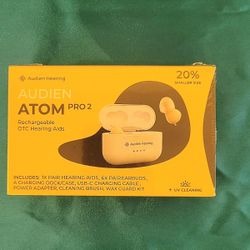 Audien Hearing
20%
SMALLER SIZE*
AUDIEN
ATOM PRO 2
Rechargeable
OTC Hearing Aids
Audien Hearing
INCLUDES: 1X PAIR HEARING AIDS, 6X PAIR EARBUDS,
A CHARGING DOCK/CASE, USB-C CHARGING CABLE,
POWER ADAPTER, CLEANING BRUSH, WAX GUARD KIT
+ UV CLEANING